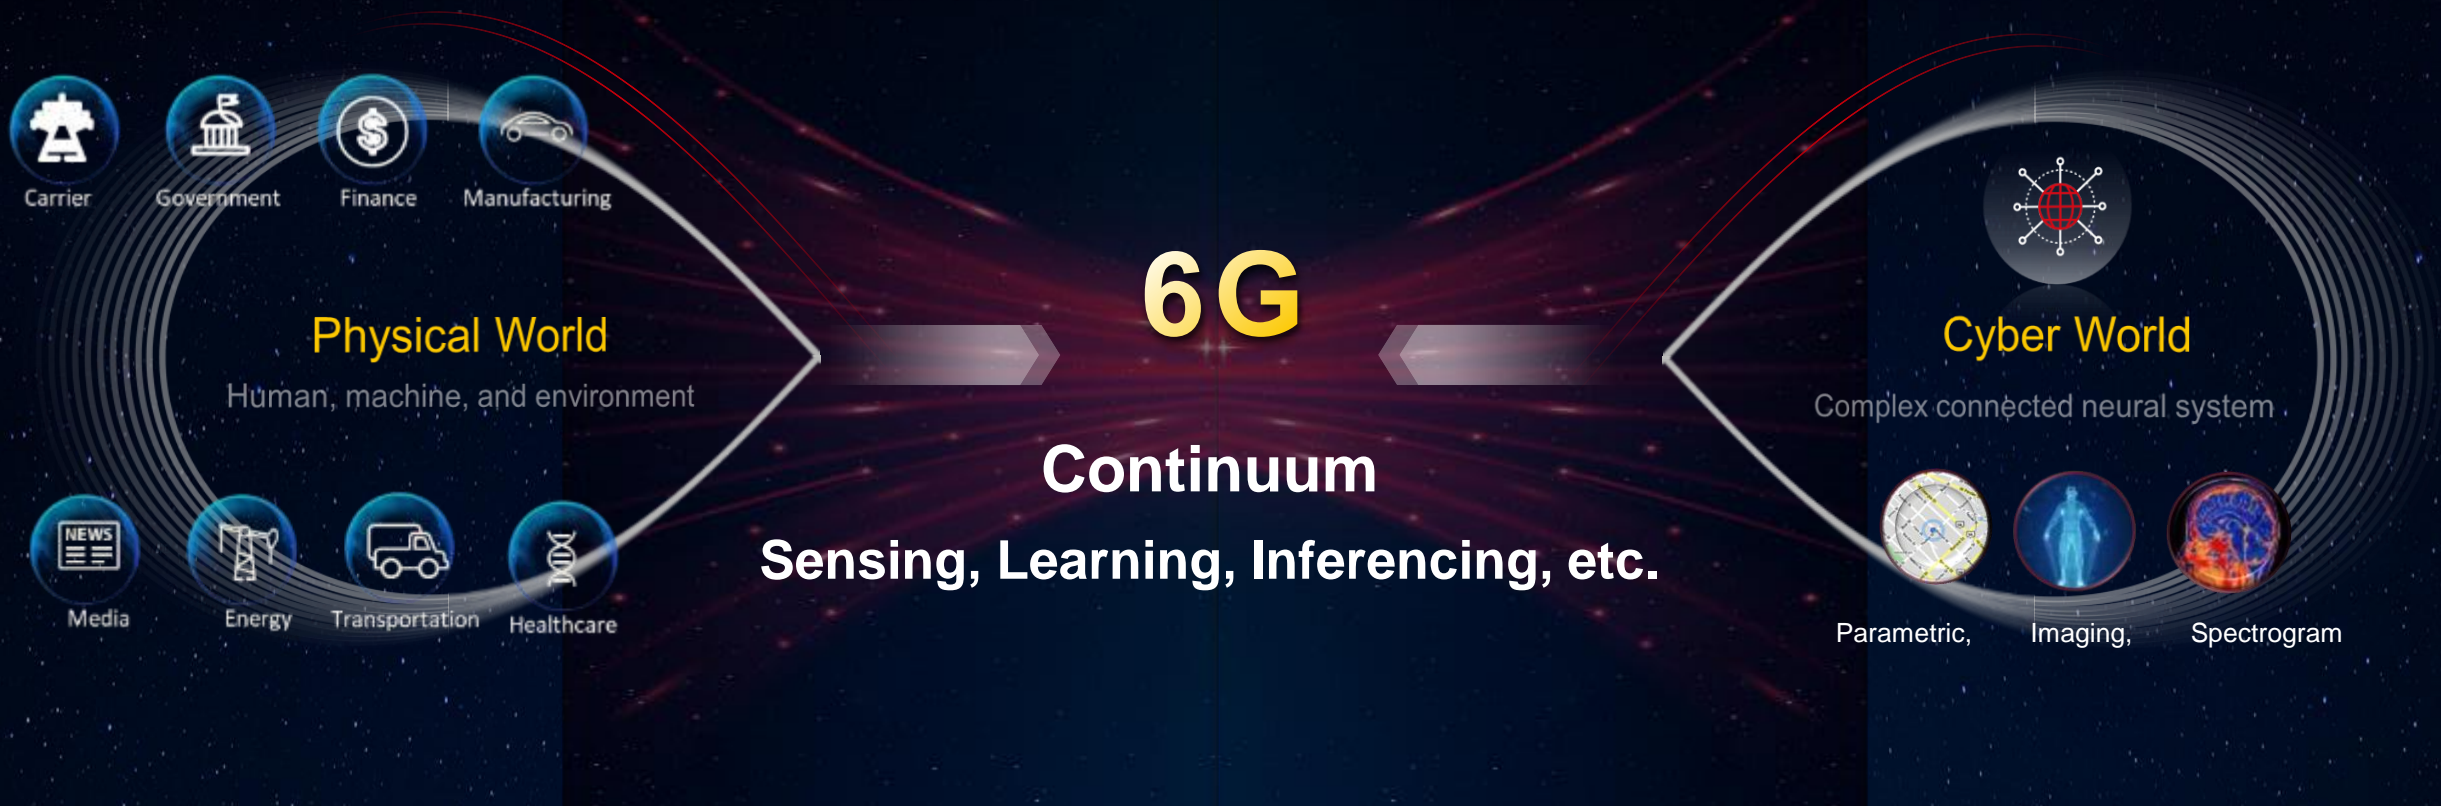 Carrier
Government
Finance
Manufacturing
Physical World
Human, machine, and environment
NEWS
Media
Energy
Transportation
Healthcare
6G
Continuum
Sensing, Learning, Inferencing, etc.
Cyber World
Complex connected neural system
Parametric,
Imaging,
Spectrogram